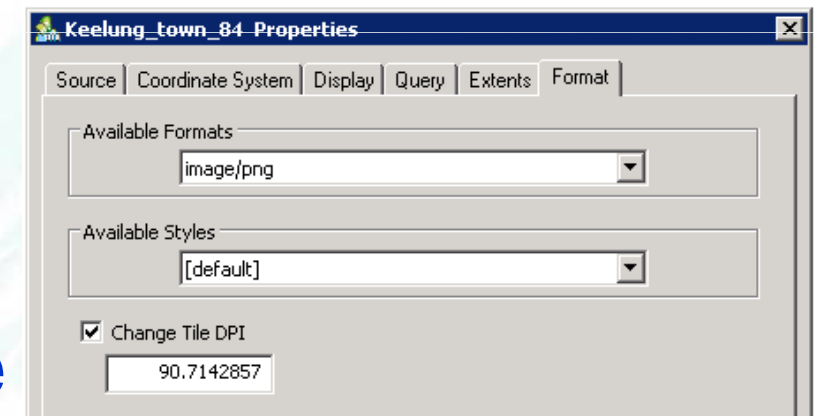 Keelung_town_84 Properties
Source Coordinate System Display Query Extents Format
Available Formats
image/png
Available Styles
[default]
Change Tile DPI
90.7142857
e